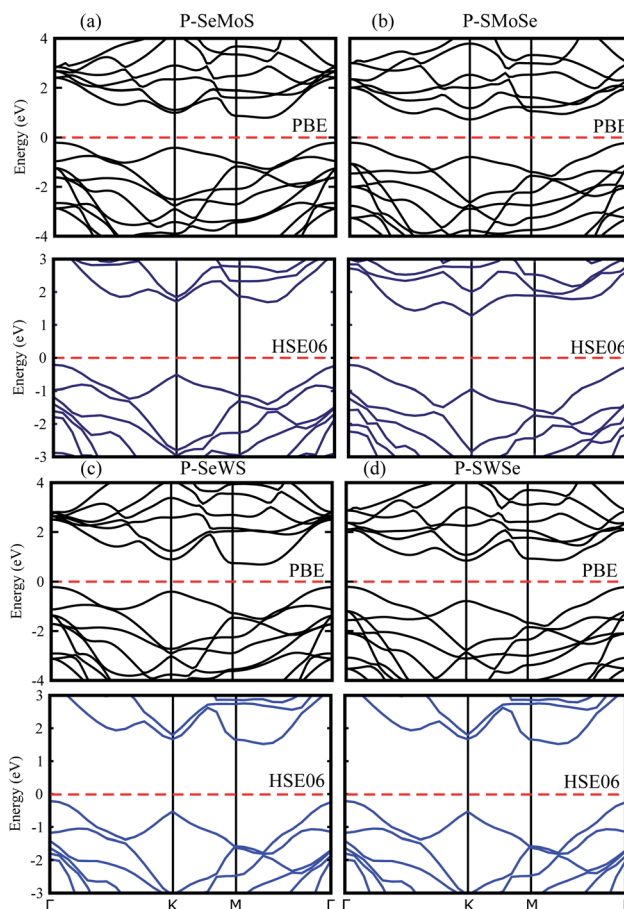 (a) P-SeMoS (b) P-SMoSe
4
2
0
-2
-4
Energy (eV)
PBE PBE
3
2
1
0
-1
-2
-3
Energy (eV)
HSE06 HSE06
(c) P-SeWS (d) P-SWSe
4
2
0
-2
-4
Energy (eV)
PBE PBE
3
2
1
0
-1
-2
-3
Energy (eV)
HSE06 HSE06
Γ K M Γ K M